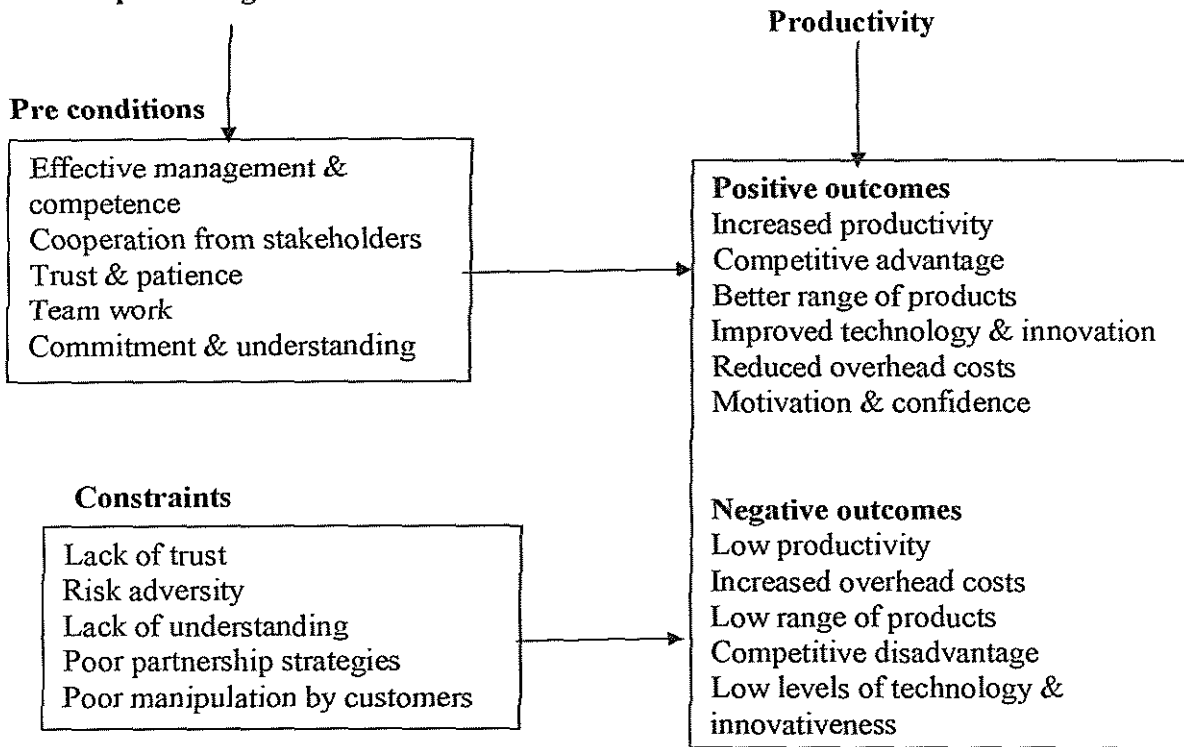 Productivity
Pre conditions
Effective management &
competence
Cooperation from stakeholders
Trust & patience
Team work
Commitment & understanding
Positive outcomes
Increased productivity
Competitive advantage
Better range of products
Improved technology & innovation
Reduced overhead costs
Motivation & confidence
Constraints
Lack of trust
Risk adversity
Lack of understanding
Poor partnership strategies
Poor manipulation by customers
Negative outcomes
Low productivity
Increased overhead costs
Low range of products
Competitive disadvantage
Low levels of technology &
innovativeness